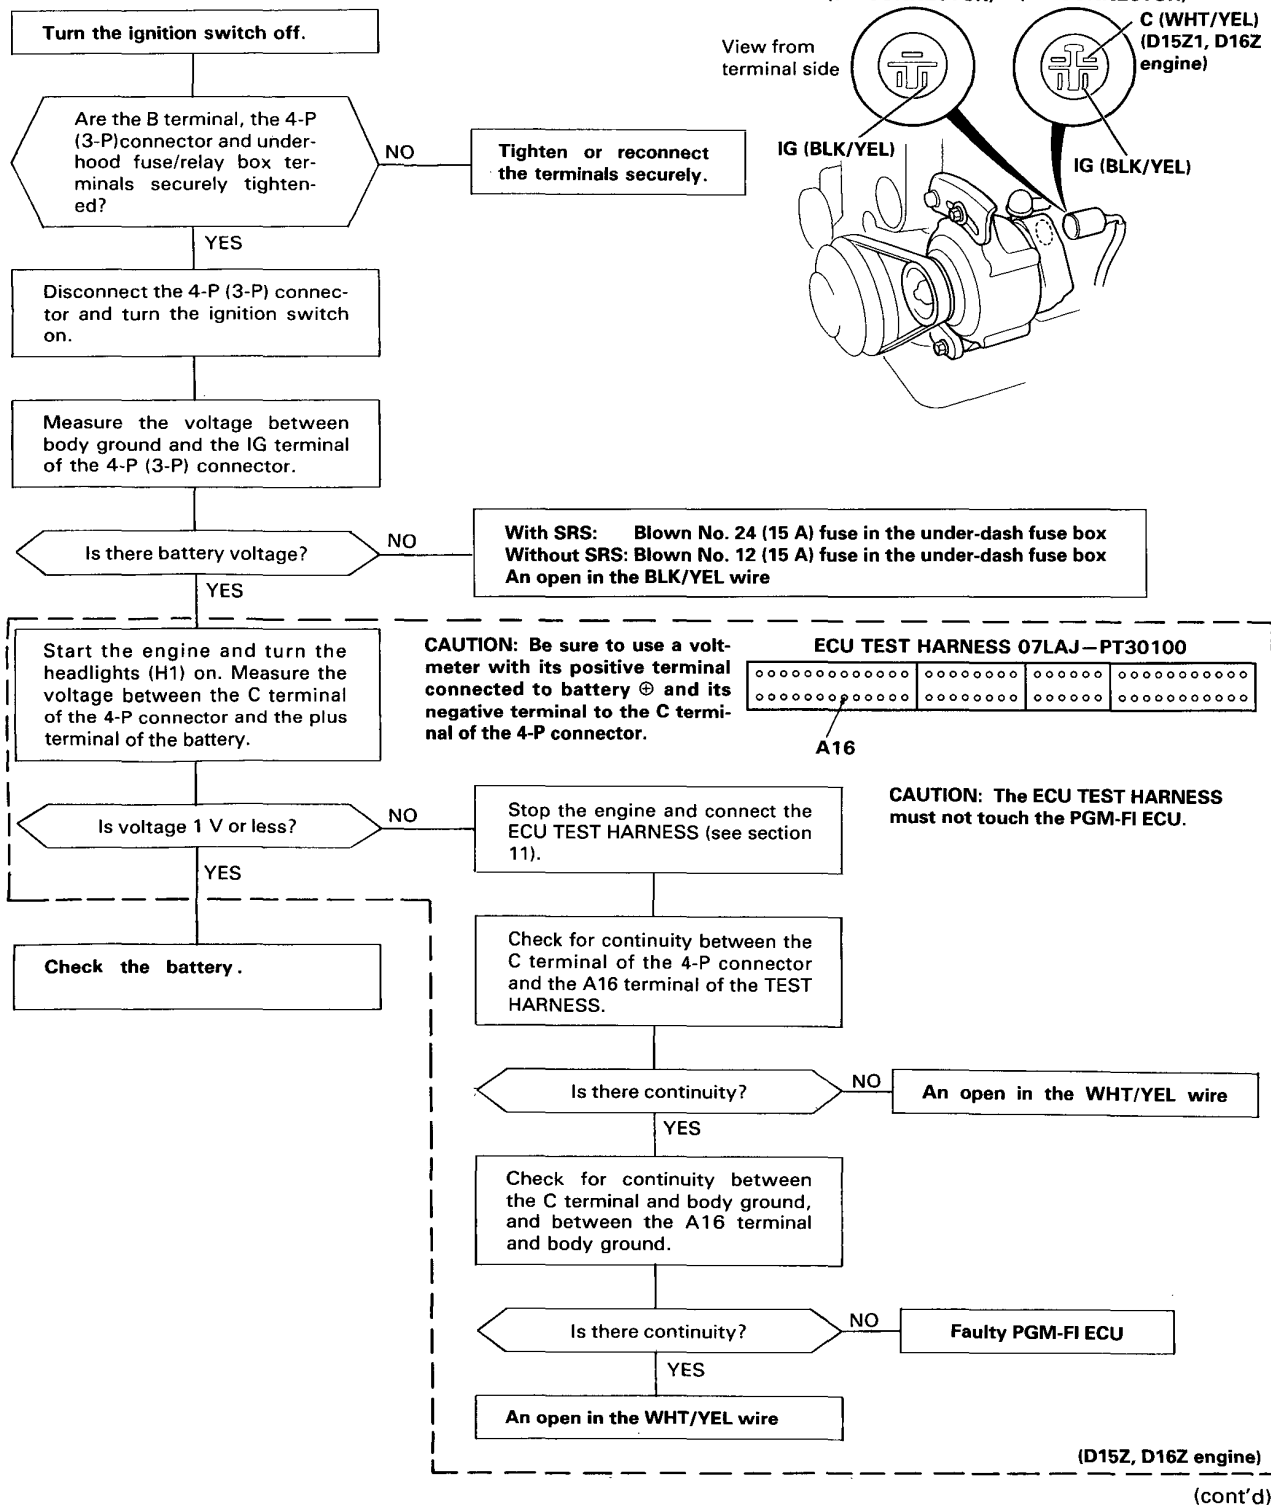 Turn the ignition switch off.
View from
terminal side
C (WHT/YEL)
(D15Z1, D16Z
engine)
IG (BLK/YEL)
IG (BLK/YEL)
Are the B terminal, the 4-P
(3-P)connector and under-
hood fuse/relay box ter-
minals securely tighten-
ed?
NO
Tighten or reconnect
the terminals securely.
YES
Disconnect the 4-P (3-P) connec-
tor and turn the ignition switch
on.
Measure the voltage between
body ground and the IG terminal
of the 4-P (3-P) connector.
Is there battery voltage?
NO
With SRS: Blown No. 24 (15 A) fuse in the under-dash fuse box
Without SRS: Blown No. 12 (15 A) fuse in the under-dash fuse box
An open in the BLK/YEL wire
YES
Start the engine and turn the
headlights (H1) on. Measure the
voltage between the C terminal
of the 4-P connector and the plus
terminal of the battery.
CAUTION: Be sure to use a volt-
meter with its positive terminal
connected to battery ⊕ and its
negative terminal to the C termi-
nal of the 4-P connector.
ECU TEST HARNESS 07LAJ—PT30100
A16
Is voltage 1 V or less?
NO
Stop the engine and connect the
ECU TEST HARNESS (see section
11).
CAUTION: The ECU TEST HARNESS
must not touch the PGM-FI ECU.
YES
Check the battery.
Check for continuity between the
C terminal of the 4-P connector
and the A16 terminal of the TEST
HARNESS.
Is there continuity?
NO
An open in the WHT/YEL wire
YES
Check for continuity between
the C terminal and body ground,
and between the A16 terminal
and body ground.
Is there continuity?
NO
Faulty PGM-FI ECU
YES
An open in the WHT/YEL wire
(D15Z, D16Z engine)
(cont'd)